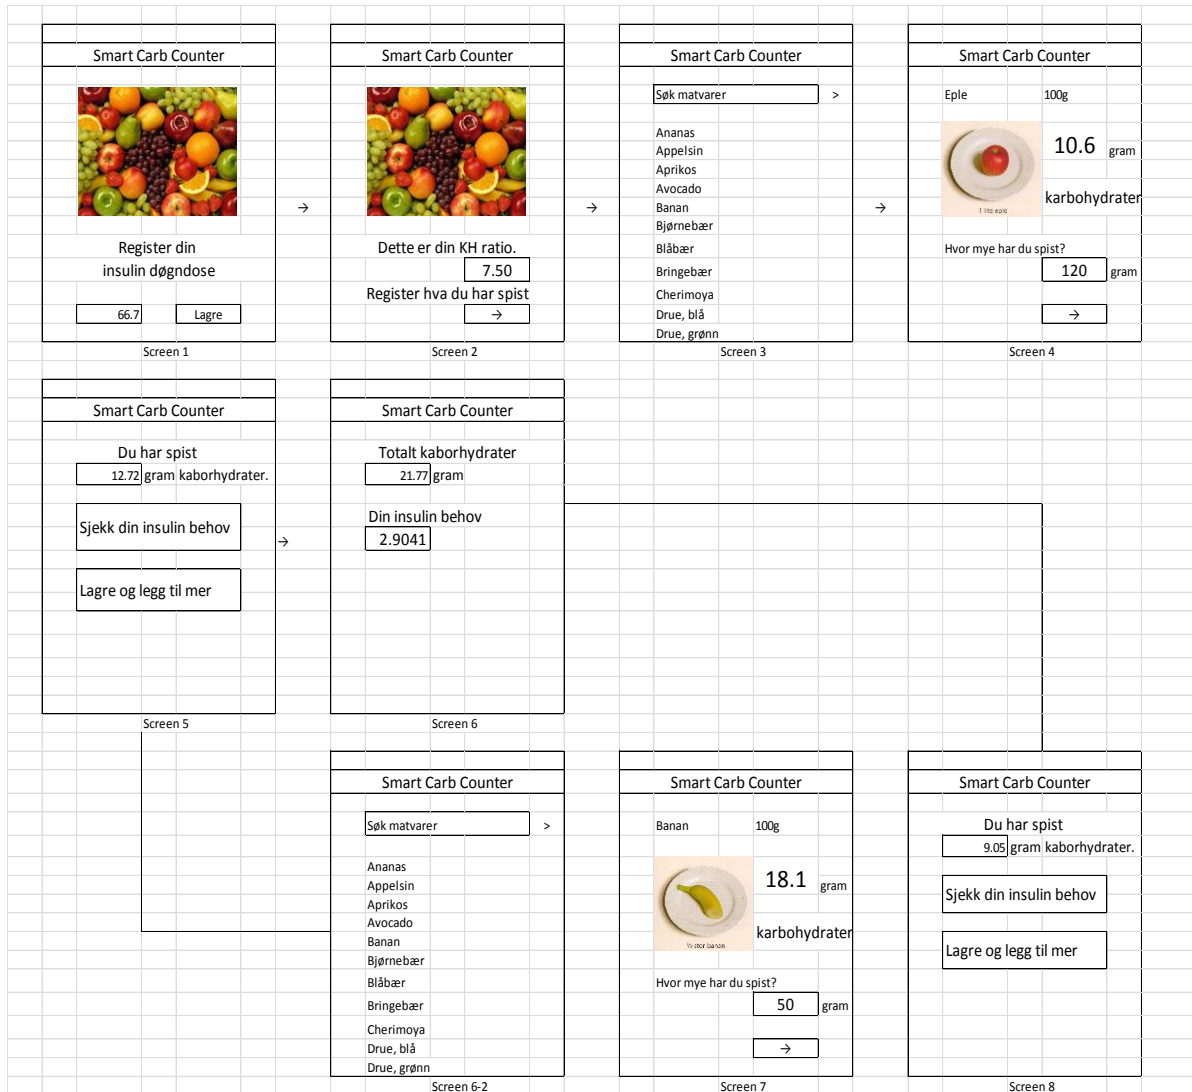 Smart Carb Counter
Register din
insulin døgndose
66.7 Lagre
Screen 1
→
Smart Carb Counter
Dette er din KH ratio.
7.50
Register hva du har spist
→
Screen 2
→
Smart Carb Counter
Søk matvarer >
Ananas
Appelsin
Aprikos
Avocado
Banan
Bjørnebær
Blåbær
Bringebær
Cherimoya
Drue, blå
Drue, grønn
Screen 3
→
Smart Carb Counter
Eple 100g
10.6 gram
karbohydrater
1 lite eple
Hvor mye har du spist?
120 gram
→
Screen 4
Smart Carb Counter
Du har spist
12.72 gram kaborhydrater.
Sjekk din insulin behov
Lagre og legg til mer
Screen 5
→
Smart Carb Counter
Totalt kaborhydrater
21.77 gram
Din insulin behov
2.9041
Screen 6
Smart Carb Counter
Søk matvarer >
Ananas
Appelsin
Aprikos
Avocado
Banan
Bjørnebær
Blåbær
Bringebær
Cherimoya
Drue, blå
Drue, grønn
Screen 6-2
Smart Carb Counter
Banan 100g
18.1 gram
karbohydrater
½ stor banan
Hvor mye har du spist?
50 gram
→
Screen 7
Smart Carb Counter
Du har spist
9.05 gram kaborhydrater.
Sjekk din insulin behov
Lagre og legg til mer
Screen 8